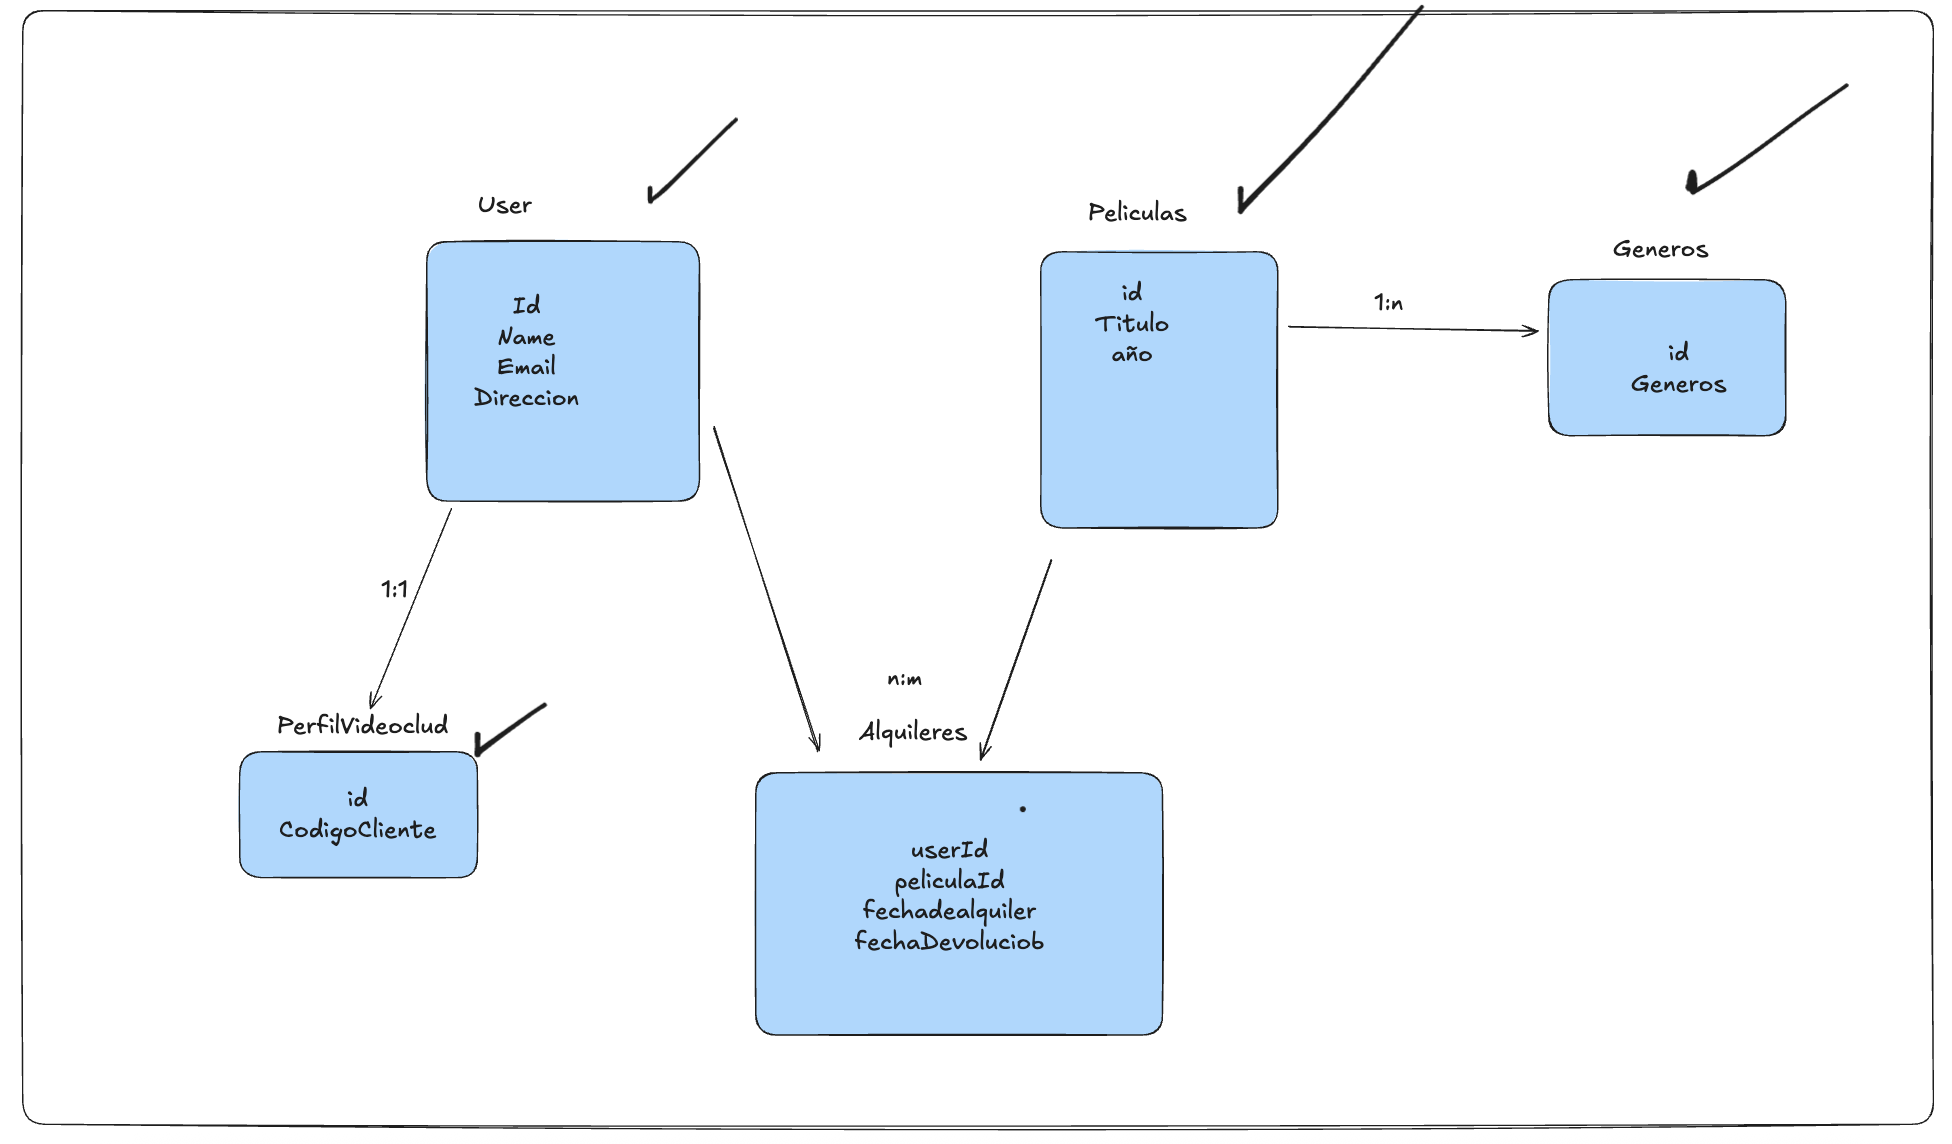 User
Id
Name
Email
Direccion
Peliculas
id
Titulo
año
1:n
Generos
id
Generos
1:1
PerfilVideoclud
id
CodigoCliente
n:m
Alquileres
userId
peliculaId
fechadealquiler
fechaDevoluciob